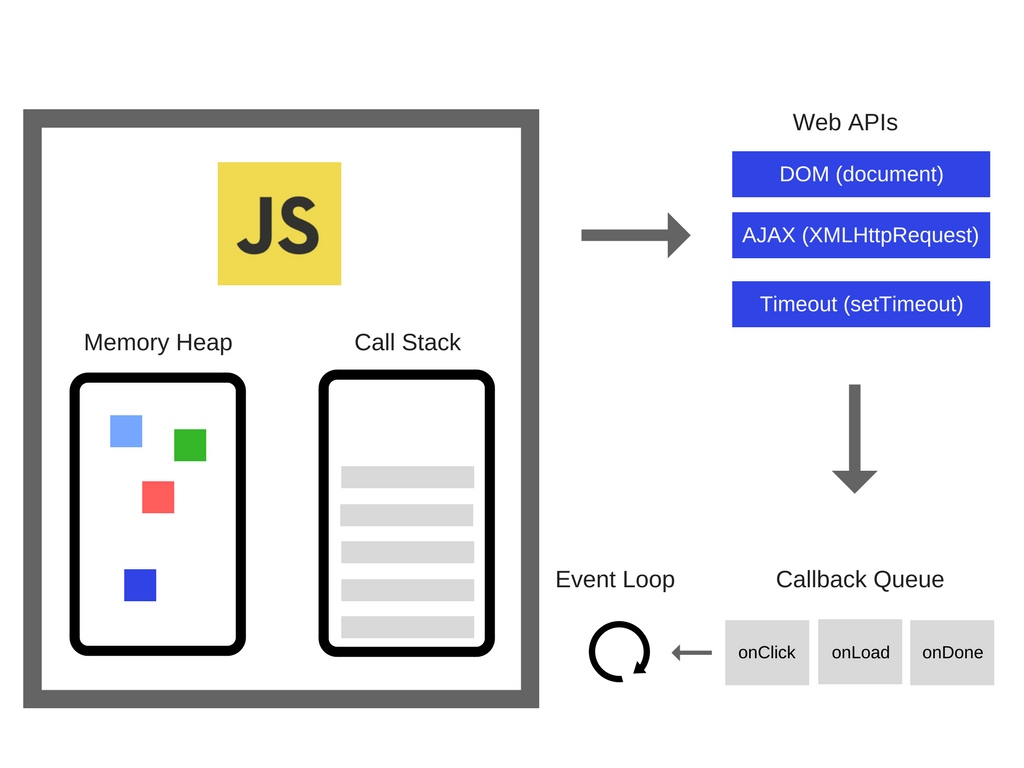 JS
Memory Heap
Call Stack
Web APIs
DOM (document)
AJAX (XMLHttpRequest)
Timeout (setTimeout)
Event Loop
Callback Queue
onClick
onLoad
onDone